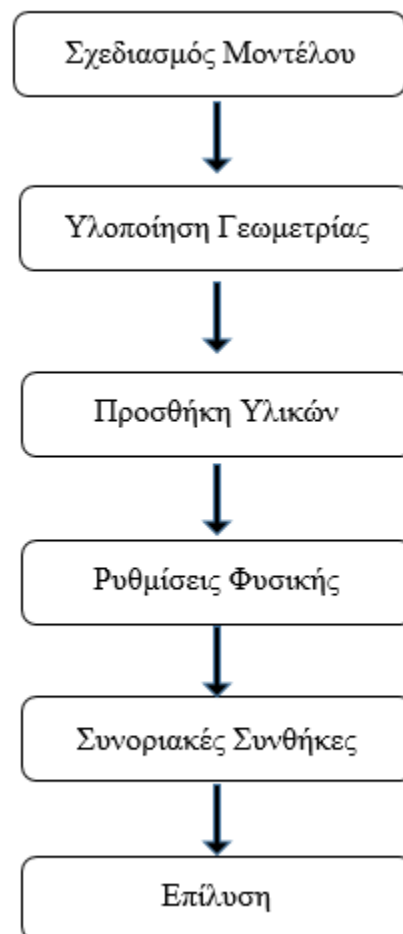 Σχεδιασμός Μοντέλου
Υλοποίηση Γεωμετρίας
Προσθήκη Υλικών
Ρυθμίσεις Φυσικής
Συνοριακές Συνθήκες
Επίλυση